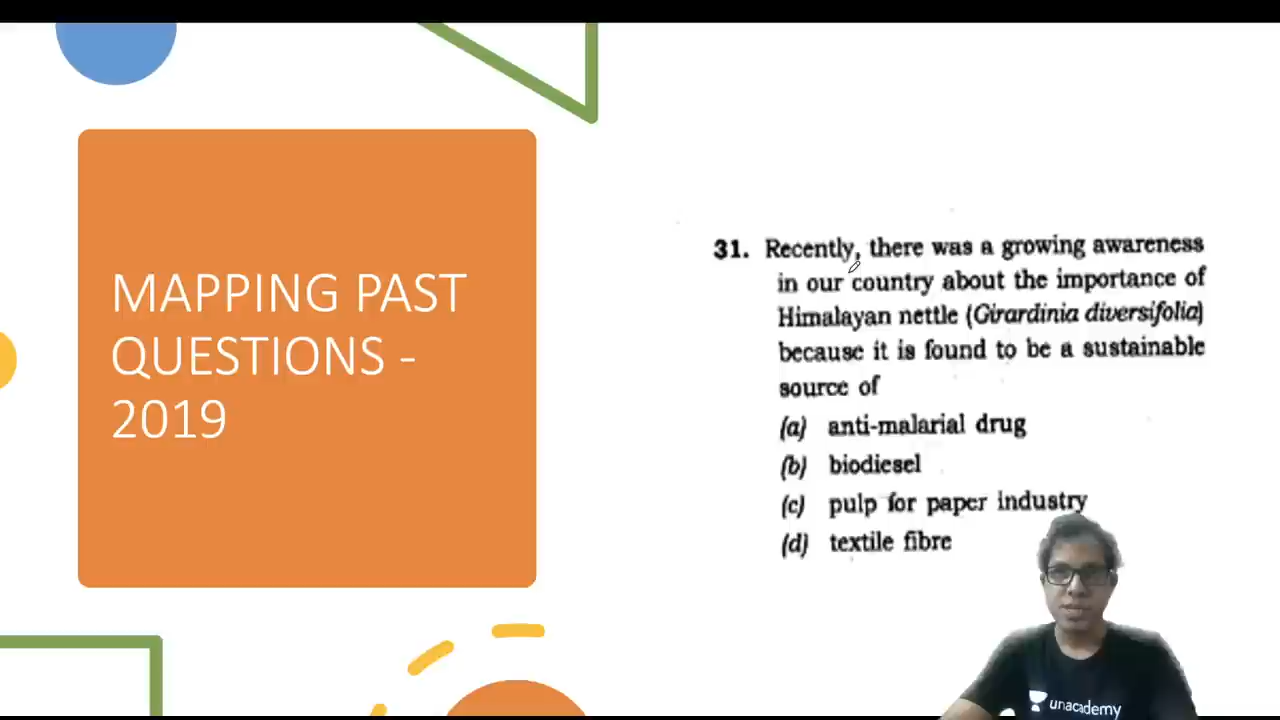 MAPPING PAST
QUESTIONS -
2019
31. Recently, there was a growing awareness
in our country about the importance of
Himalayan nettle (Girardinia diversifolia)
because it is found to be a sustainable
source of
(a) anti-malarial drug
(b) biodiesel
(c) pulp for paper industry
(d) textile fibre
unacademy